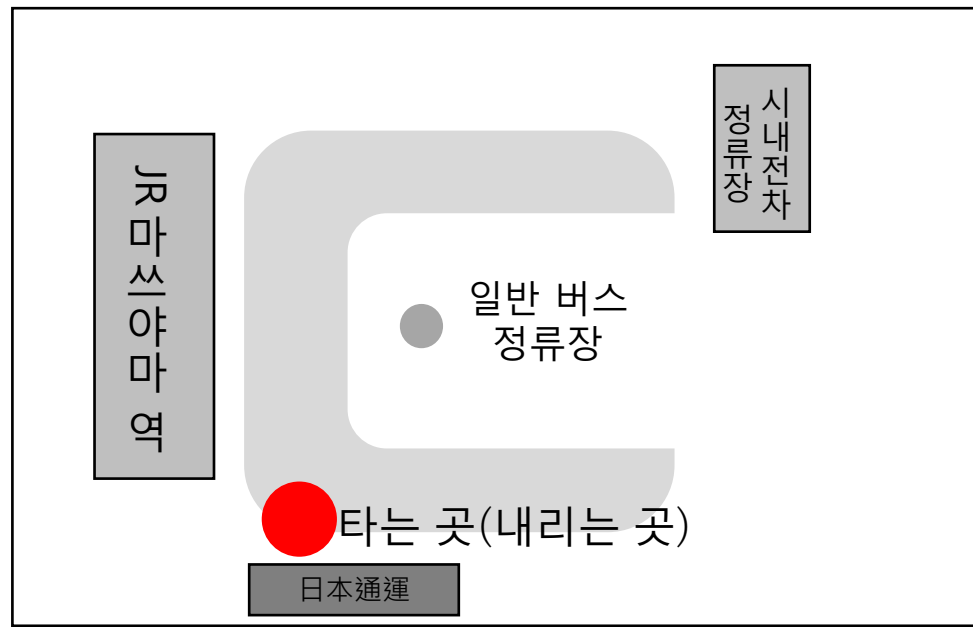 JR마쓰야마 역
시내전차
정류장
일반 버스
정류장
타는 곳(내리는 곳)
日本通運